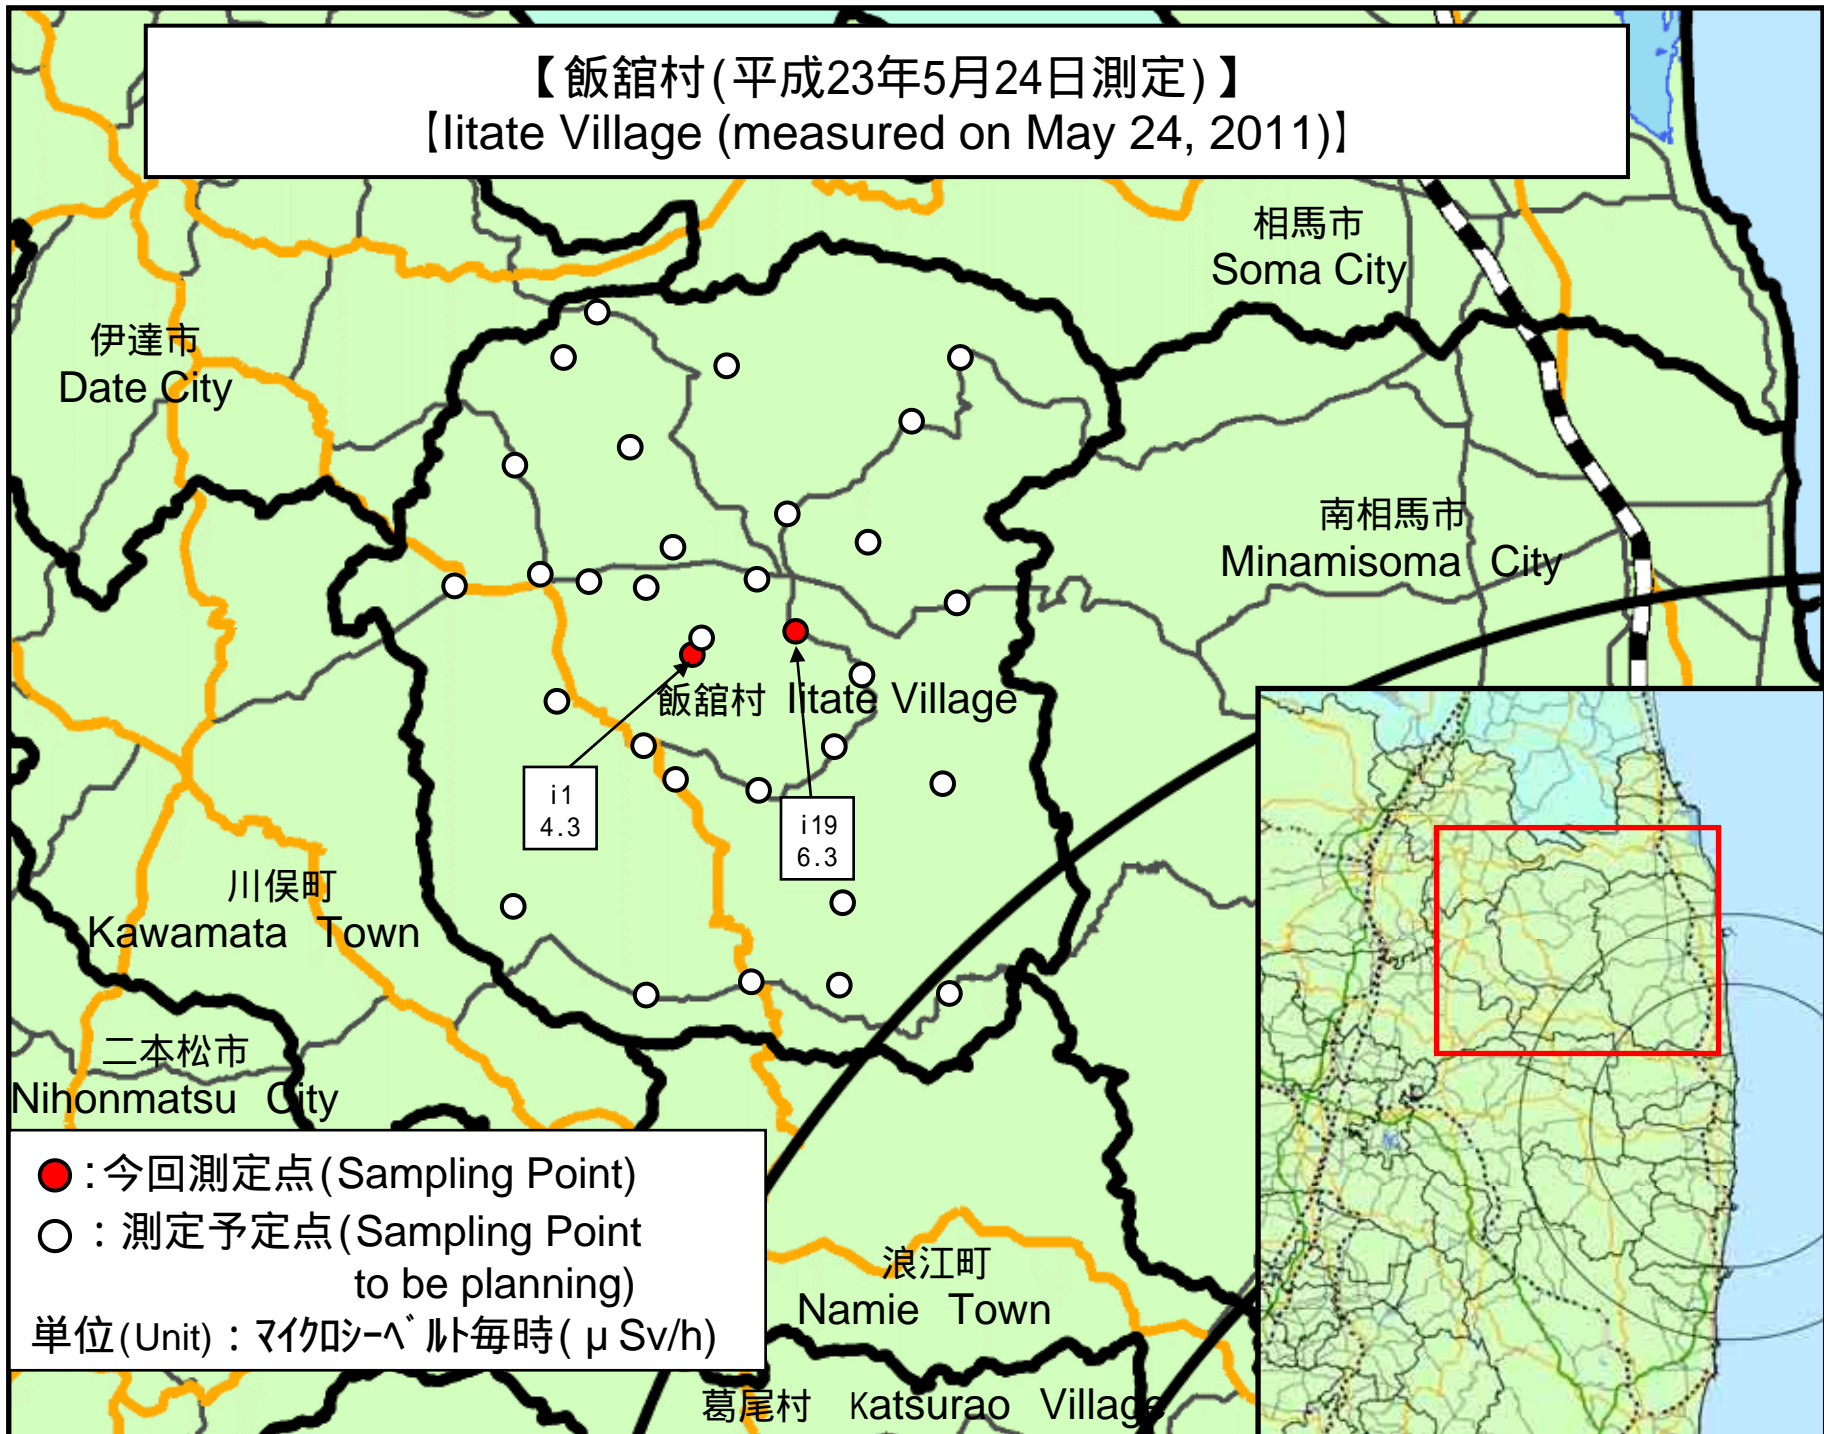 【飯舘村(平成23年5月24日測定)】
【Iitate Village (measured on May 24, 2011)】
相馬市
Soma City
伊達市
Date City
南相馬市
Minamisoma City
飯舘村 Iitate Village
i1
4.3
i19
6.3
川俣町
Kawamata Town
二本松市
Nihonmatsu City
:今回測定点(Sampling Point)
:測定予定点(Sampling Point
to be planning)
単位(Unit):マイクロシーベルト毎時(μSv/h)
浪江町
Namie Town
葛尾村 Katsurao Village